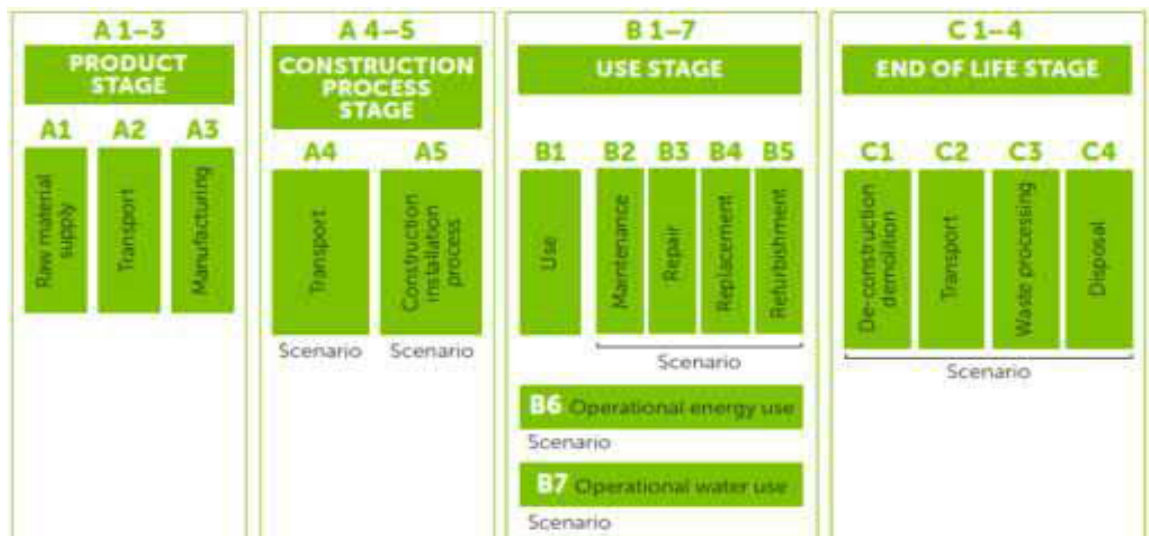 A 1–3
PRODUCT
STAGE
A1
A2
A3
Raw material
supply
Transport
Manufacturing
A 4–5
CONSTRUCTION
PROCESS
STAGE
A4
A5
Transport
Construction
installation
process
Scenario
Scenario
B 1–7
USE STAGE
B1
B2
B3
B4
B5
Use
Maintenance
Repair
Replacement
Refurbishment
Scenario
B6 Operational energy use
Scenario
B7 Operational water use
Scenario
C 1–4
END OF LIFE STAGE
C1
C2
C3
C4
De-construction
demolition
Transport
Waste processing
Disposal
Scenario